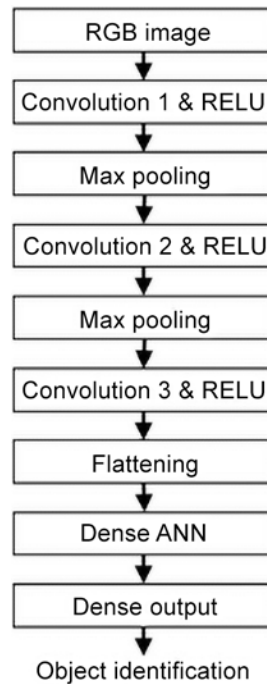 RGB image
Convolution 1 & RELU
Max pooling
Convolution 2 & RELU
Max pooling
Convolution 3 & RELU
Flattening
Dense ANN
Dense output
Object identification